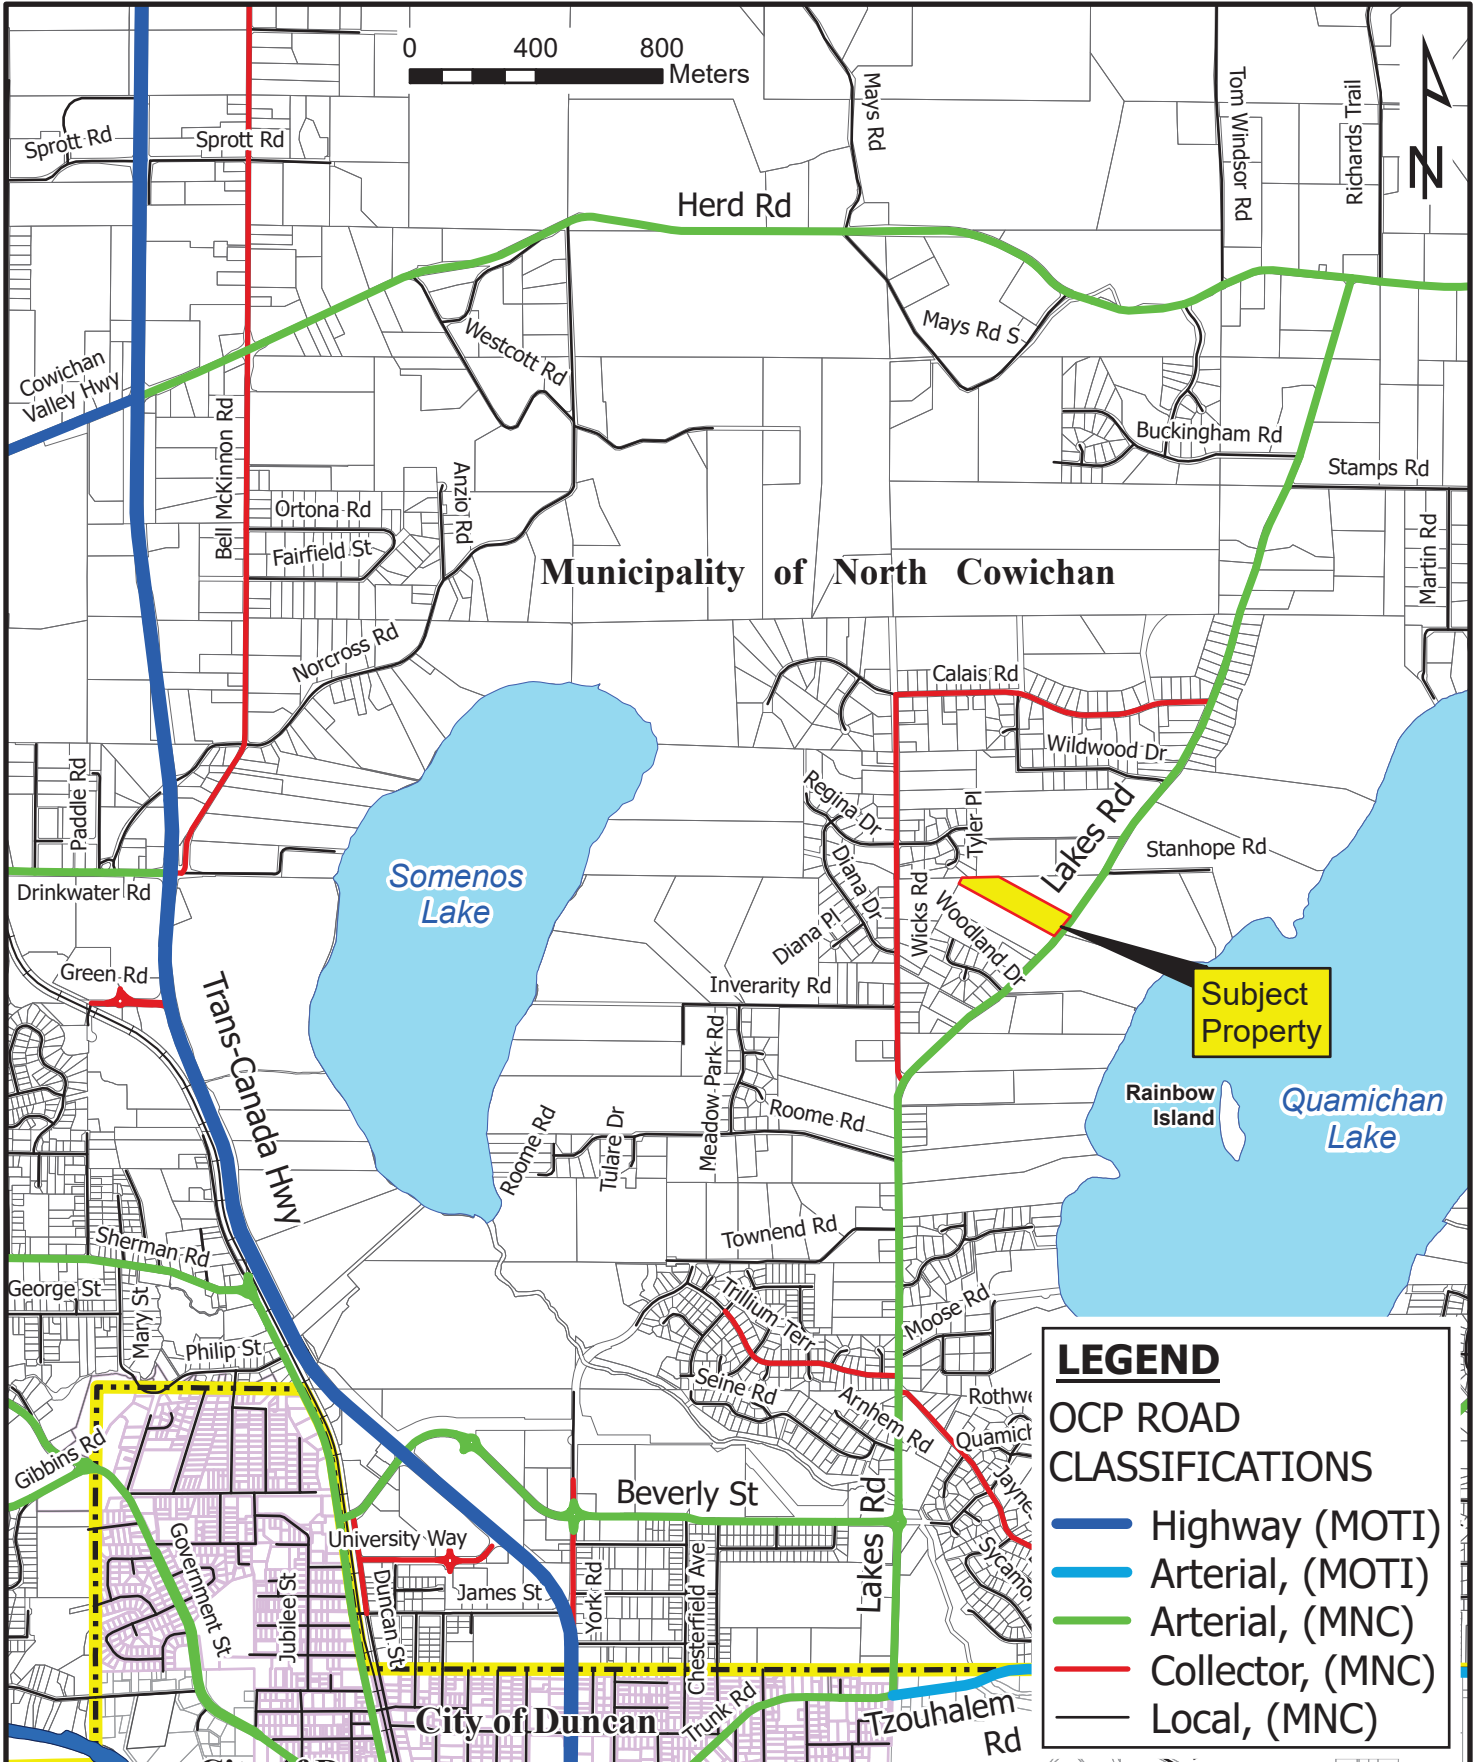 0 400 800
Meters
N
Sprott Rd
Sprott Rd
Mays Rd
Tom Windsor Rd
Richards Trail
Herd Rd
Mays Rd S
Westcott Rd
Cowichan
Valley Hwy
Bell McKinnon Rd
Buckingham Rd
Stamps Rd
Anzio Rd
Ortona Rd
Fairfield St
Martin Rd
Municipality of North Cowichan
Norcross Rd
Calais Rd
Wildwood Dr
Paddle Rd
Regina Dr
Tyler Pl
Lakes Rd
Stanhope Rd
Diana Dr
Somenos
Lake
Drinkwater Rd
Wicks Rd
Woodland Dr
Diana Pl
Green Rd
Inverarity Rd
Subject
Property
Trans-Canada Hwy
Meadow Park Rd
Rainbow
Island
Quamichan
Lake
Roome Rd
Tulare Dr
Roome Rd
Townend Rd
Sherman Rd
George St
Mary St
Philip St
Trillium Terr
Moose Rd
Seine Rd
Arnhem Rd
Rothwe
Quamich
Jayne
Sycamo
Gibbins Rd
Beverly St
Lakes Rd
University Way
James St
Duncan St
Government St
Jubilee St
York Rd
Chesterfield Ave
City of Duncan
Trunk Rd
Tzouhalem
Rd
LEGEND
OCP ROAD
CLASSIFICATIONS
Highway (MOTI)
Arterial, (MOTI)
Arterial, (MNC)
Collector, (MNC)
Local, (MNC)